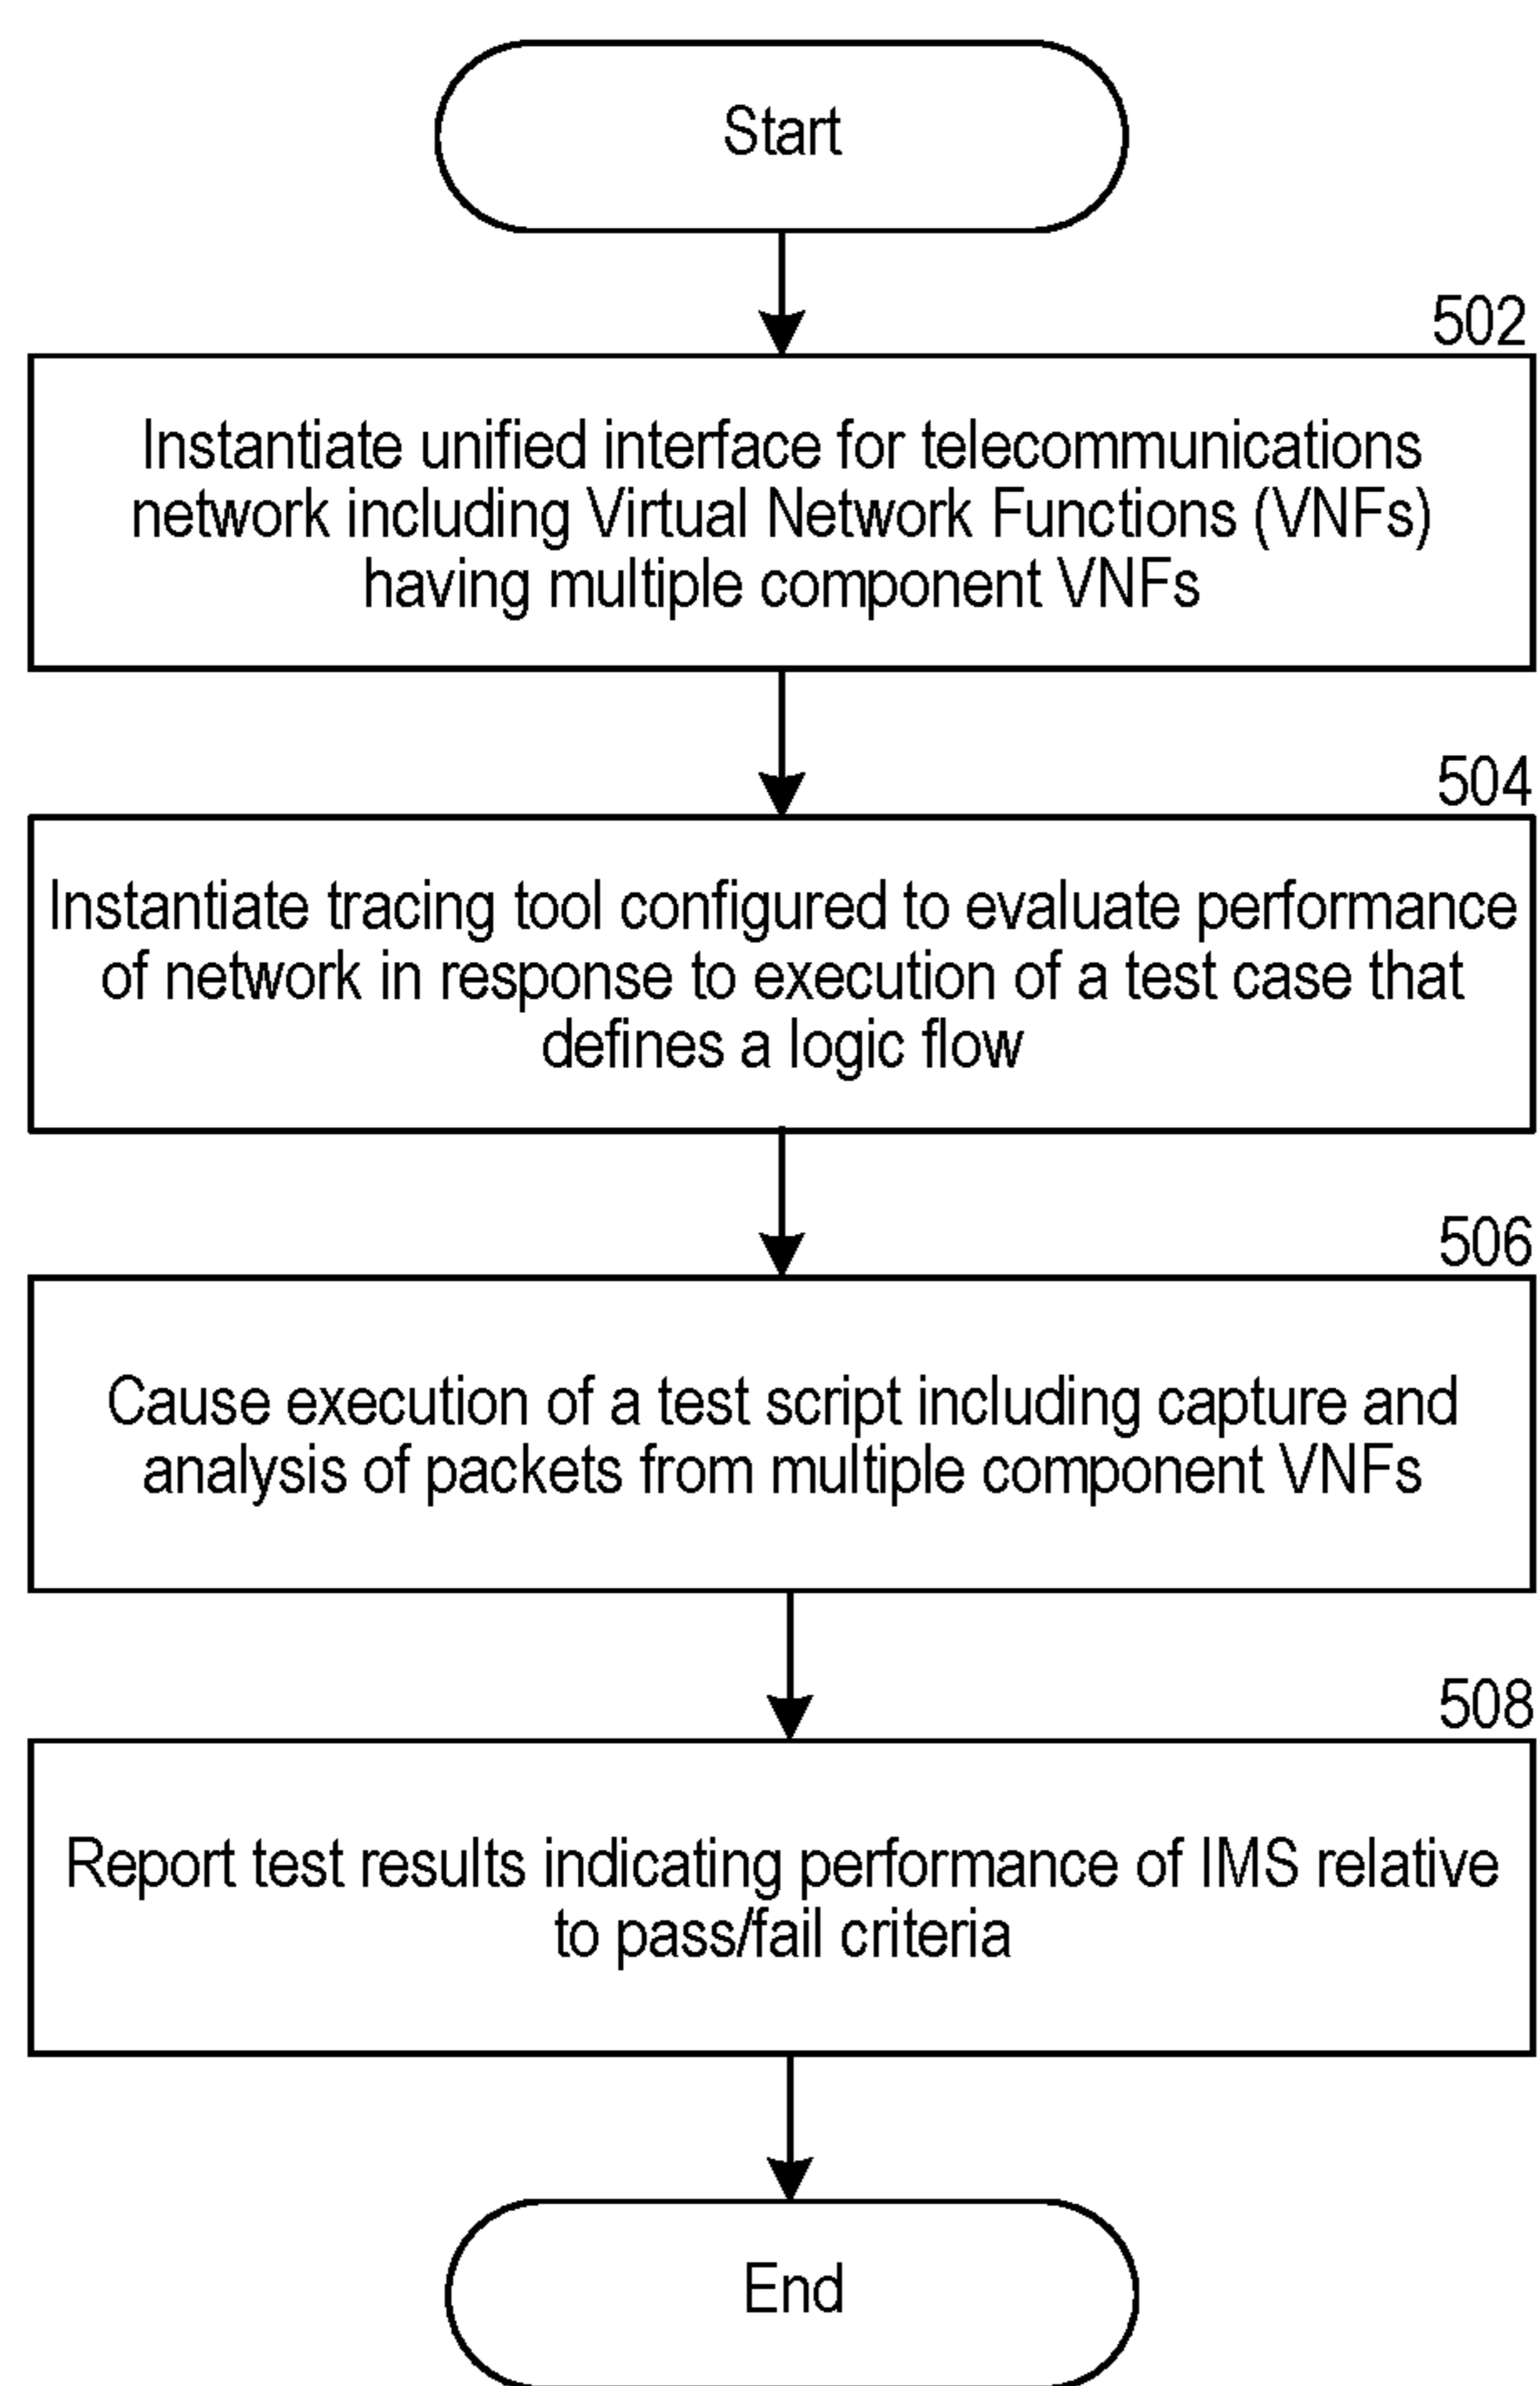 Start
502
Instantiate unified interface for telecommunications
network including Virtual Network Functions (VNFs)
having multiple component VNFs
504
Instantiate tracing tool configured to evaluate performance
of network in response to execution of a test case that
defines a logic flow
506
Cause execution of a test script including capture and
analysis of packets from multiple component VNFs
508
Report test results indicating performance of IMS relative
to pass/fail criteria
End